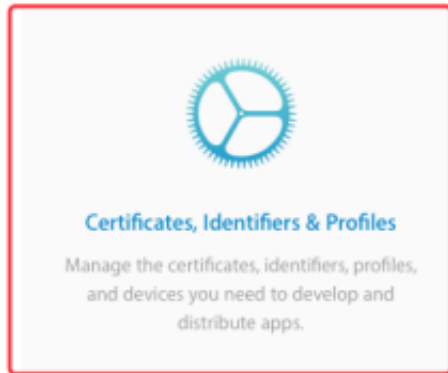 Certificates, Identifiers & Profiles
Manage the certificates, identifiers, profiles,
and devices you need to develop and
distribute apps.